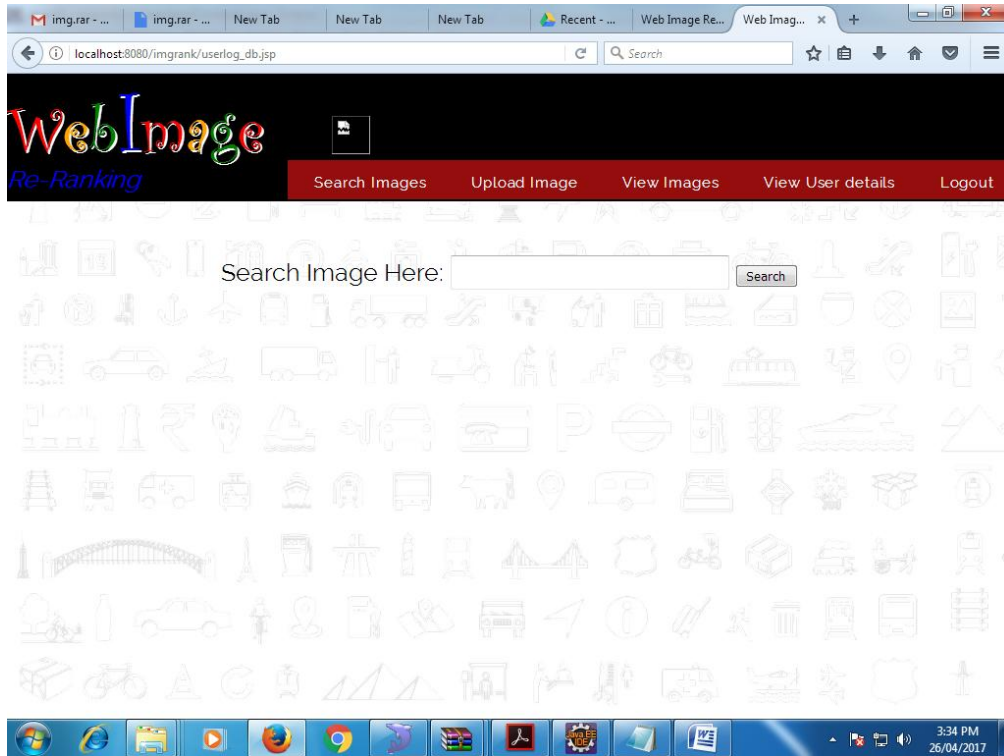 img.rar - ... img.rar - ... New Tab New Tab New Tab Recent - ... Web Image Re... Web Imag...
localhost:8080/imgrank/userlog_db.jsp Search
WebImage
Re-Ranking
Search Images Upload Image View Images View User details Logout
Search Image Here: Search
3:34 PM
26/04/2017